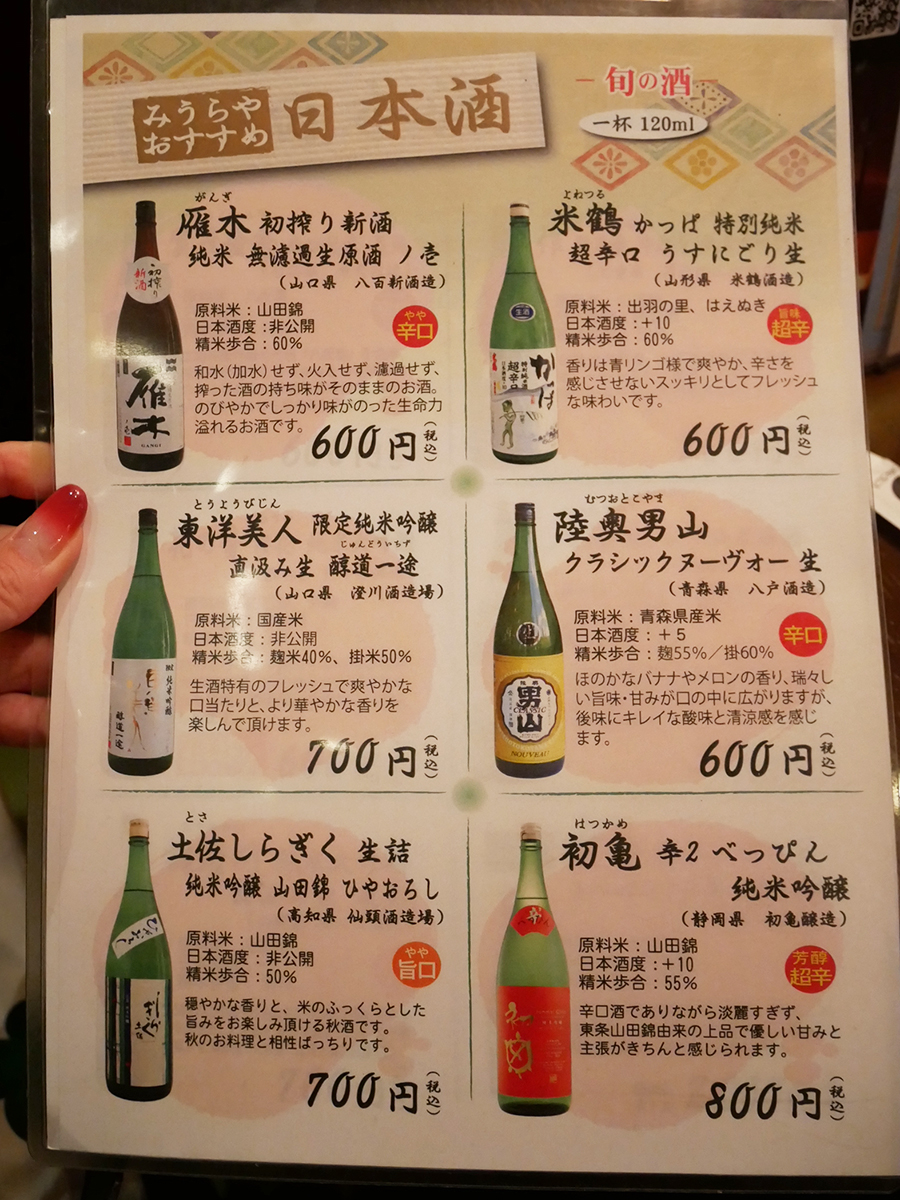 みうらや
おすすめ
日本酒
旬の酒
一杯 120ml
がんぎ
雁木 初搾り新酒
純米 無濾過生原酒 ノ壱
（山口県 八百新酒造）
原料米：山田錦
日本酒度：非公開
精米歩合：60%
やや
辛口
和水（加水）せず、火入せず、濾過せず、
搾った酒の持ち味がそのままのお酒。
のびやかでしっかり味がのった生命力
溢れるお酒です。
600円（税込）
初搾り
新酒
雁木
ノ壱
GANGI
よねつる
米鶴 かっぱ 特別純米
超辛口 うすにごり生
（山形県 米鶴酒造）
原料米：出羽の里、はえぬき
日本酒度：+10
精米歩合：60%
旨味
超辛
香りは青リンゴ様で爽やか、辛さを
感じさせないスッキリとしてフレッシュ
な味わいです。
600円（税込）
生酒
超辛口
とうようびじん
東洋美人 限定純米吟醸
じゅんどういちず
直汲み生 醇道一途
（山口県 澄川酒造場）
原料米：国産米
日本酒度：非公開
精米歩合：麹米40%、掛米50%
生酒特有のフレッシュで爽やかな
口当たりと、より華やかな香りを
楽しんで頂けます。
700円（税込）
純米吟醸
醇道一途
むつおとこやま
陸奥男山
クラシックヌーヴォー 生
（青森県 八戸酒造）
原料米：青森県産米
日本酒度：＋5
精米歩合：麹55%／掛60%
辛口
ほのかなバナナやメロンの香り、瑞々し
い旨味・甘みが口の中に広がりますが、
後味にキレイな酸味と清涼感を感じ
ます。
600円（税込）
男山
CLASSIC
NOUVEAU
とさ
土佐しらぎく 生詰
純米吟醸 山田錦 ひやおろし
（高知県 仙頭酒造場）
原料米：山田錦
日本酒度：非公開
精米歩合：50%
やや
旨口
穏やかな香りと、米のふっくらとした
旨みをお楽しみ頂ける秋酒です。
秋のお料理と相性ばっちりです。
700円（税込）
ひやおろし
はつかめ
初亀 辛2 べっぴん
純米吟醸
（静岡県 初亀醸造）
原料米：山田錦
日本酒度：+10
精米歩合：55%
芳醇
超辛
辛口酒でありながら淡麗すぎず、
東条山田錦由来の上品で優しい甘みと
主張がきちんと感じられます。
800円（税込）